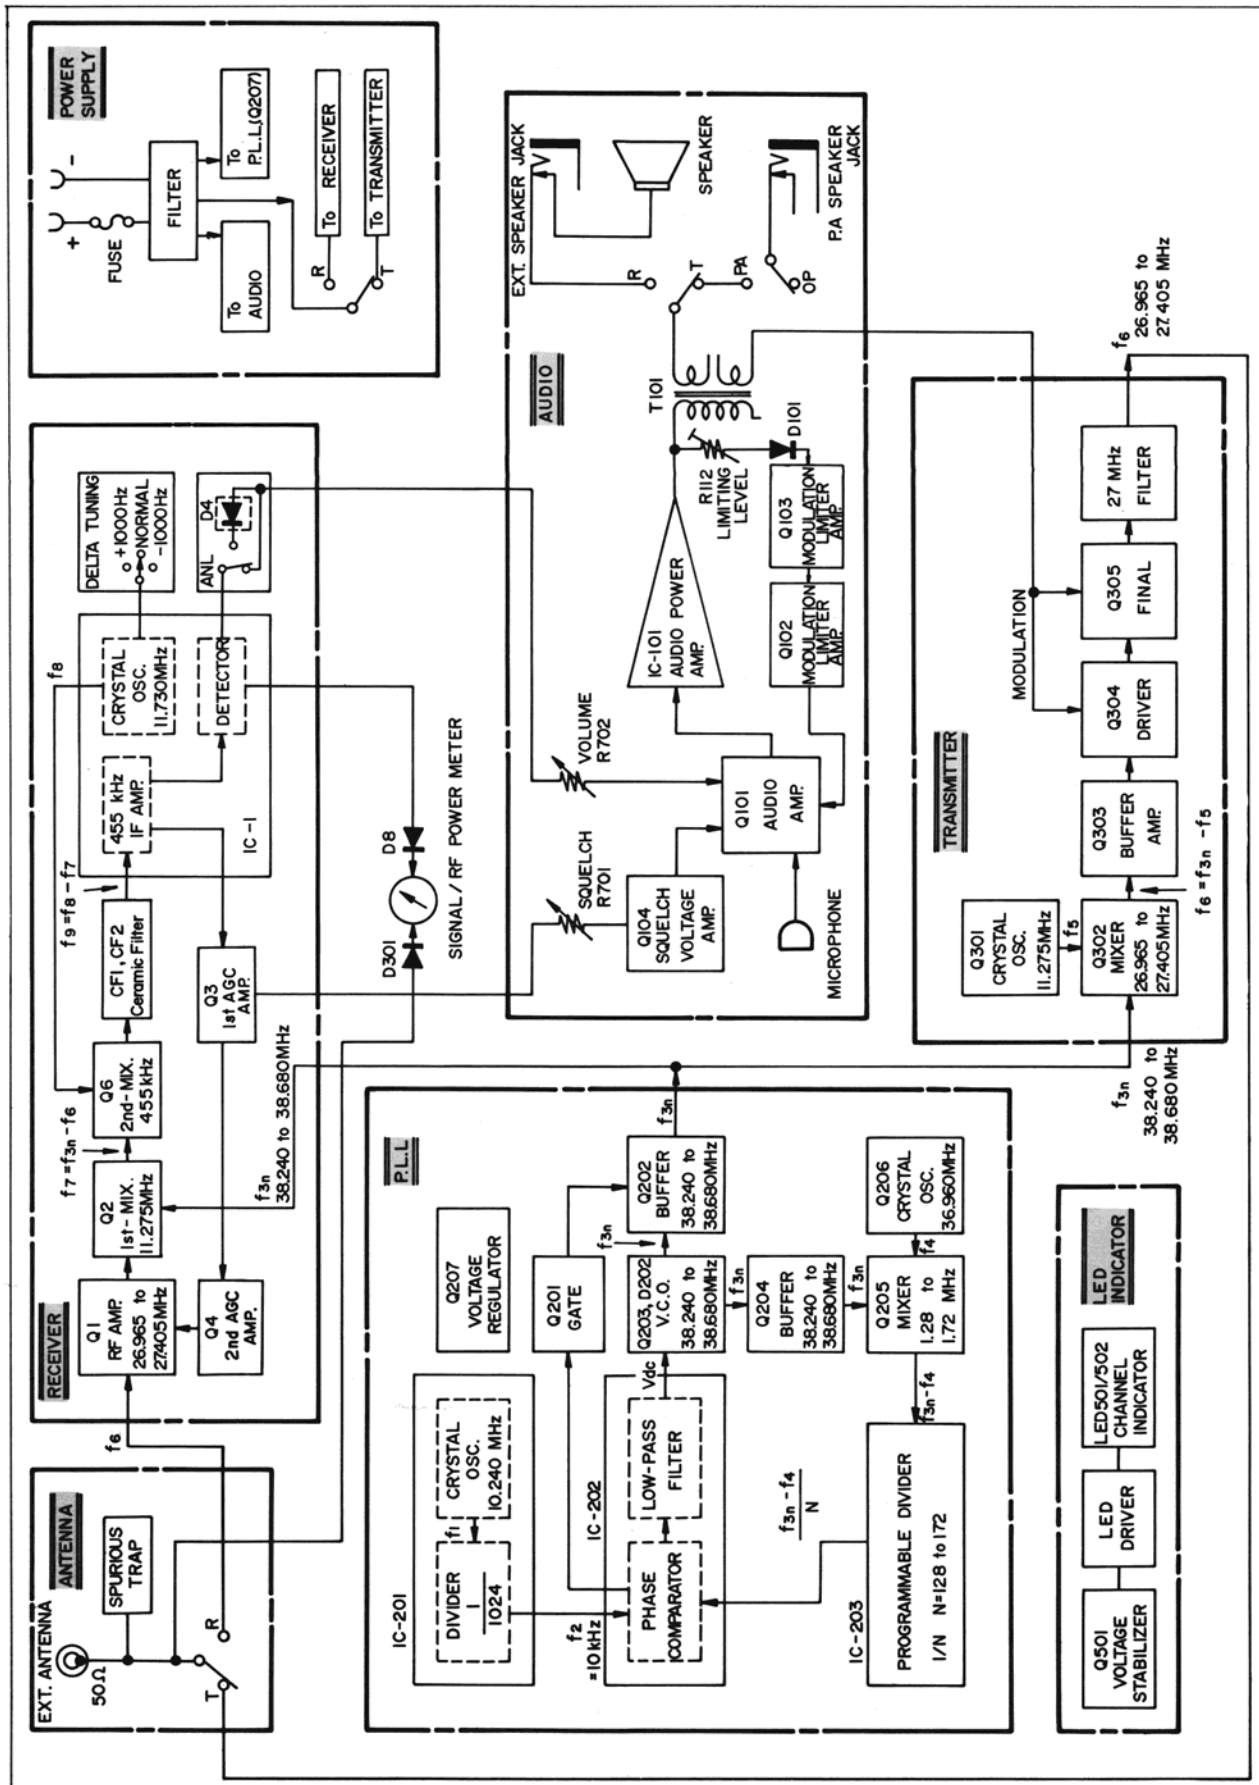 EXT. ANTENNA
ANTENNA
50Ω
SPURIOUS
TRAP
T
R
f6
RECEIVER
Q1
RF AMP.
26.965 to
27.405MHz
Q4
2nd AGC
AMP.
f7=f3n-f6
Q2
1st-MIX.
11.275MHz
Q6
2nd-MIX.
455kHz
f3n
38.240 to 38.680MHz
f9=f8-f7
CF1, CF2
Ceramic Filter
Q3
1st AGC
AMP.
f8
455 kHz
IF AMP.
CRYSTAL
OSC.
11.730MHz
DETECTOR
IC-1
DELTA TUNING
+1000Hz
NORMAL
-1000Hz
ANL
D4
D301
D8
SIGNAL/RF POWER METER
POWER
SUPPLY
+
-
FUSE
FILTER
To
AUDIO
To
P.L.L,(Q207)
R
T
To RECEIVER
To TRANSMITTER
P.L.L
IC-201
DIVIDER
1
1024
f1
CRYSTAL
OSC.
10.240 MHz
Q207
VOLTAGE
REGULATOR
f2
=10kHz
IC-202
PHASE
COMPARATOR
LOW-PASS
FILTER
Vdc
Q201
GATE
Q203, D202
V.C.O.
38.240 to
38.680MHz
f3n
Q202
BUFFER
38.240 to
38.680MHz
f3n
f3n
Q204
BUFFER
38.240 to
38.680MHz
f3n
Q205
MIXER
1.28 to
1.72 MHz
f4
Q206
CRYSTAL
OSC.
36.960MHz
f3n-f4
f3n-f4
N
IC-203
PROGRAMMABLE DIVIDER
1/N N=128 to 172
AUDIO
SQUELCH
R701
VOLUME
R702
Q104
SQUELCH
VOLTAGE
AMP.
MICROPHONE
Q101
AUDIO
AMP.
IC-101
AUDIO POWER
AMP.
Q102
MODULATION
LIMITER
AMP.
Q103
MODULATION
LIMITER
AMP.
R112
LIMITING
LEVEL
D101
T101
R
T
PA
OP
EXT. SPEAKER JACK
SPEAKER
P.A SPEAKER
JACK
LED
INDICATOR
Q501
VOLTAGE
STABILIZER
LED
DRIVER
LED501/502
CHANNEL
INDICATOR
TRANSMITTER
f3n
38.240 to
38.680MHz
Q301
CRYSTAL
OSC.
11.275MHz
f5
Q302
MIXER
26.965 to
27.405MHz
f6=f3n-f5
Q303
BUFFER
AMP.
Q304
DRIVER
MODULATION
Q305
FINAL
27 MHz
FILTER
f6
26.965 to
27.405 MHz